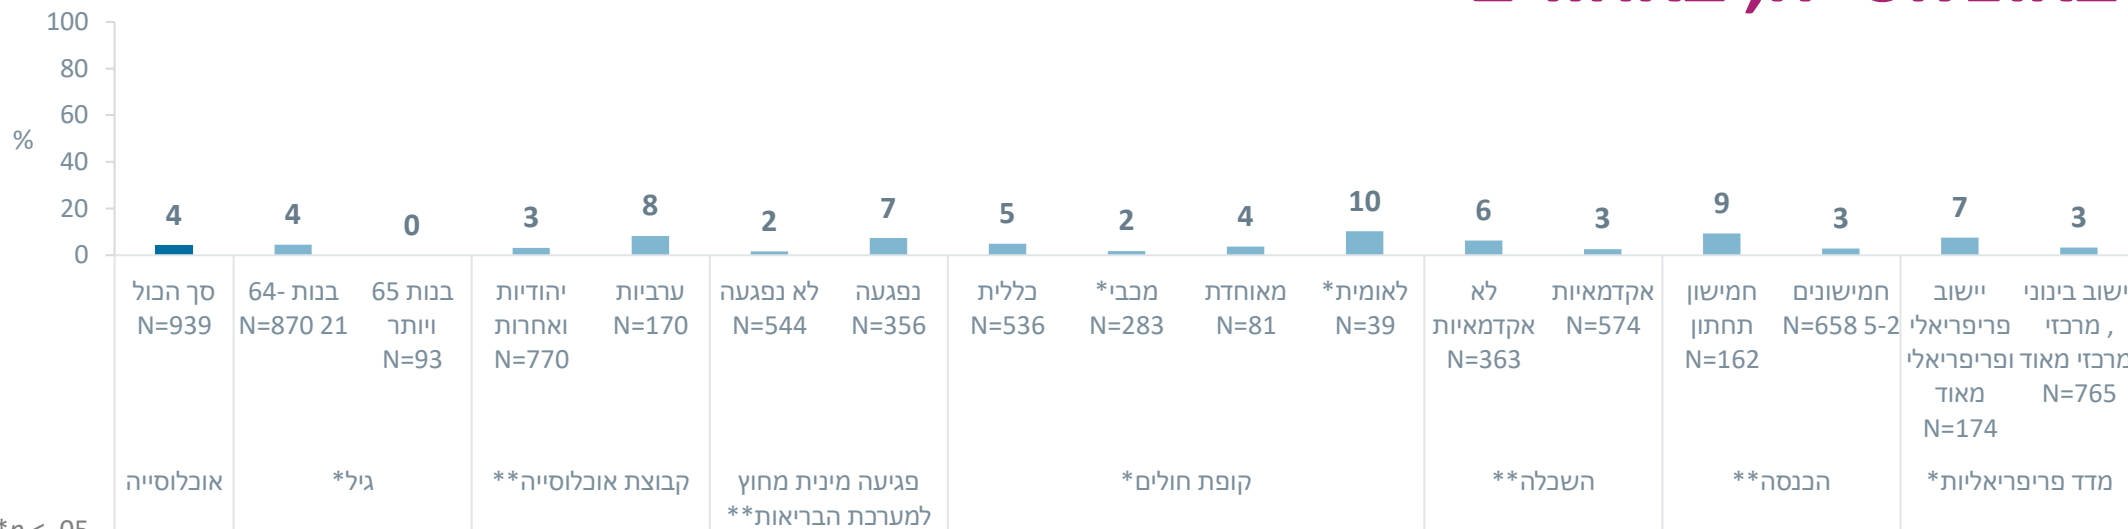 100
80
60
40
20
0
%
4
4
0
3
8
2
7
5
2
4
10
6
3
9
3
7
3
סך הכול
N=939
בנות 64-
21 N=870
בנות 65
ויותר
N=93
יהודיות
ואחרות
N=770
ערביות
N=170
לא נפגעה
N=544
נפגעה
N=356
כללית
N=536
מכבי*
N=283
מאוחדת
N=81
לאומית*
N=39
לא
אקדמאיות
N=363
אקדמאיות
N=574
חמישון
תחתון
N=162
חמישונים
5-2 N=658
יישוב
פריפריאלי
ופריפריאלי
מאוד
N=174
ישוב בינוני
, מרכזי
מרכזי מאוד
N=765
אוכלוסייה
גיל*
קבוצת אוכלוסייה**
פגיעה מינית מחוץ
למערכת הבריאות**
קופת חולים*
השכלה**
הכנסה**
מדד פריפריאליות*